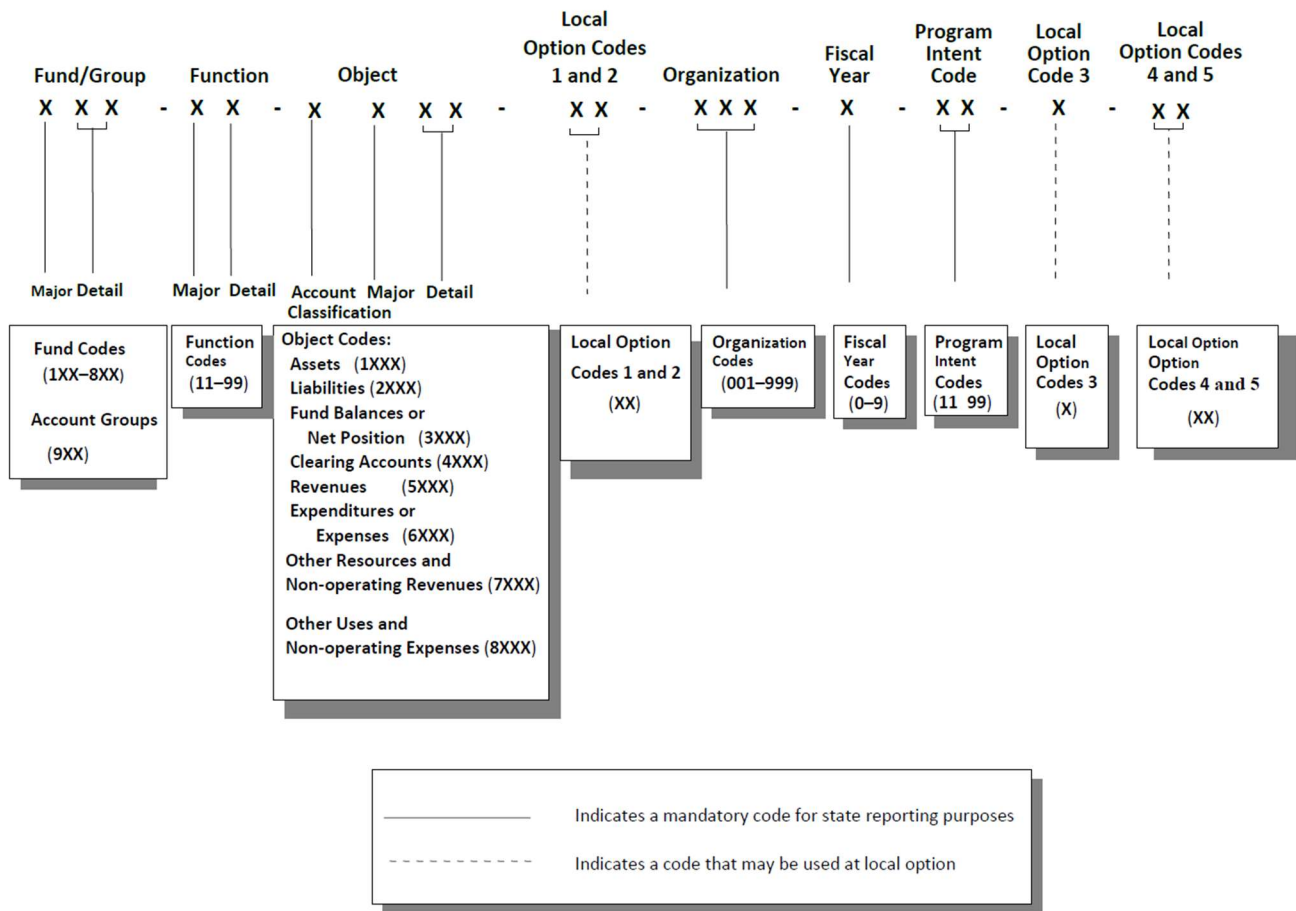 Fund/Group
X X X
-
Function
X X
-
Object
X X X X
-
Local
Option Codes
1 and 2
X X
-
Organization
X X X
-
Fiscal
Year
X
-
Program
Intent
Code
X X
-
Local
Option
Code 3
X
-
Local
Option Codes
4 and 5
X X
Major Detail
Major Detail
Account Major Detail
Classification
Fund Codes
(1XX–8XX)
Account Groups
(9XX)
Function
Codes
(11–99)
Object Codes:
Assets (1XXX)
Liabilities (2XXX)
Fund Balances or
Net Position (3XXX)
Clearing Accounts (4XXX)
Revenues (5XXX)
Expenditures or
Expenses (6XXX)
Other Resources and
Non-operating Revenues (7XXX)
Other Uses and
Non-operating Expenses (8XXX)
Local Option
Codes 1 and 2
(XX)
Organization
Codes
(001–999)
Fiscal
Year
Codes
(0–9)
Program
Intent
Codes
(11 99)
Local
Option
Codes 3
(X)
Local Option
Option
Codes 4 and 5
(XX)
Indicates a mandatory code for state reporting purposes
Indicates a code that may be used at local option